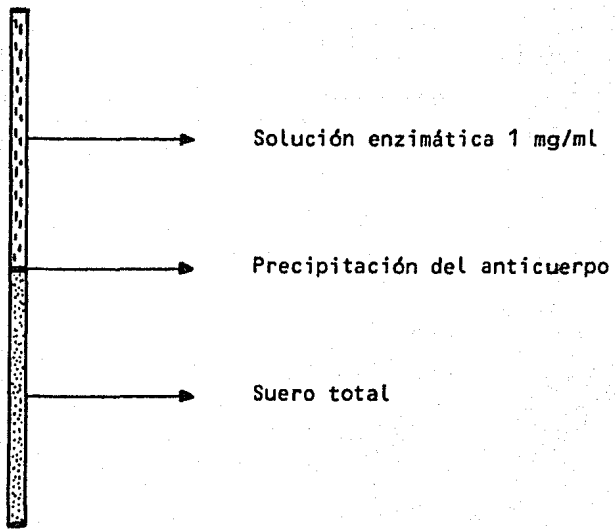 Solución enzimática 1 mg/ml
Precipitación del anticuerpo
Suero total